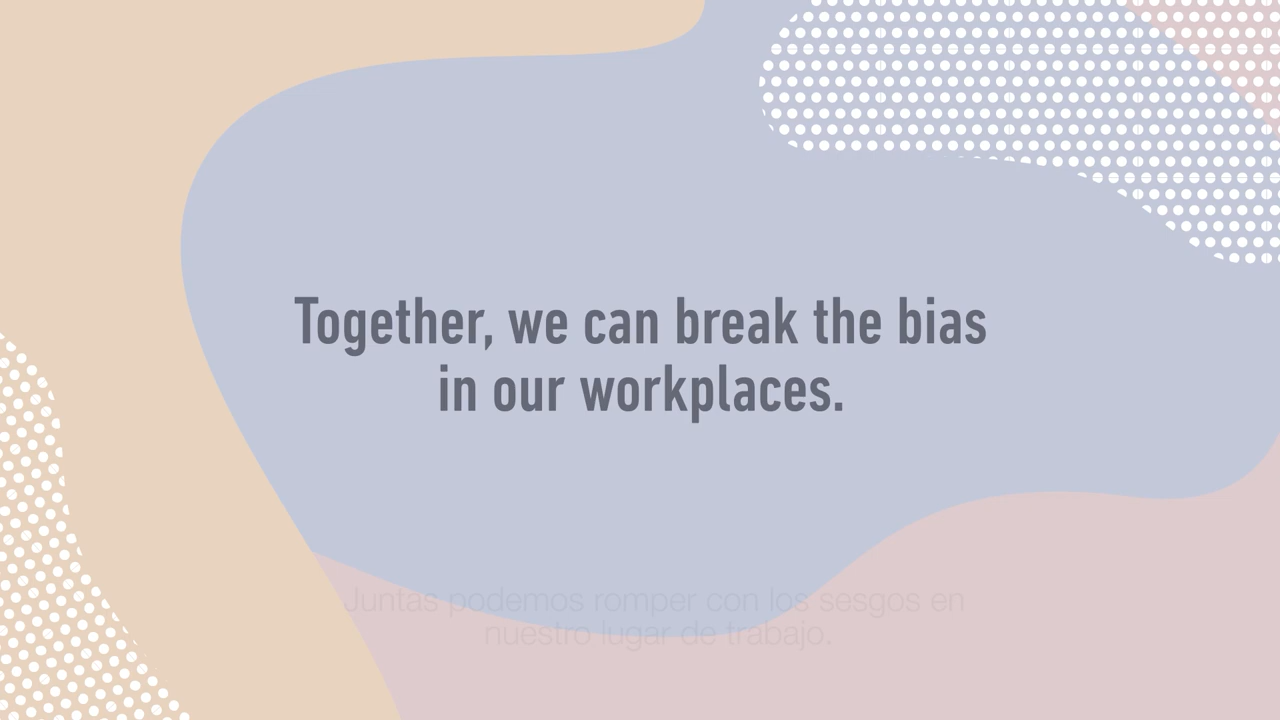 Together, we can break the bias
in our workplaces.
Juntas podemos romper con los sesgos en
nuestro lugar de trabajo.